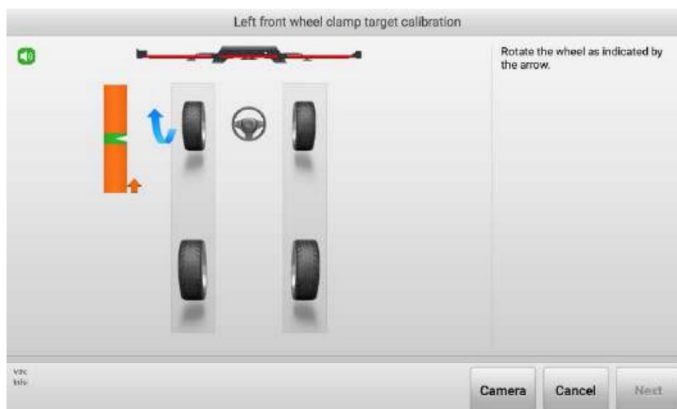 Left front wheel clamp target calibration
Rotate the wheel as indicated by
the arrow.
Camera
Cancel
Next